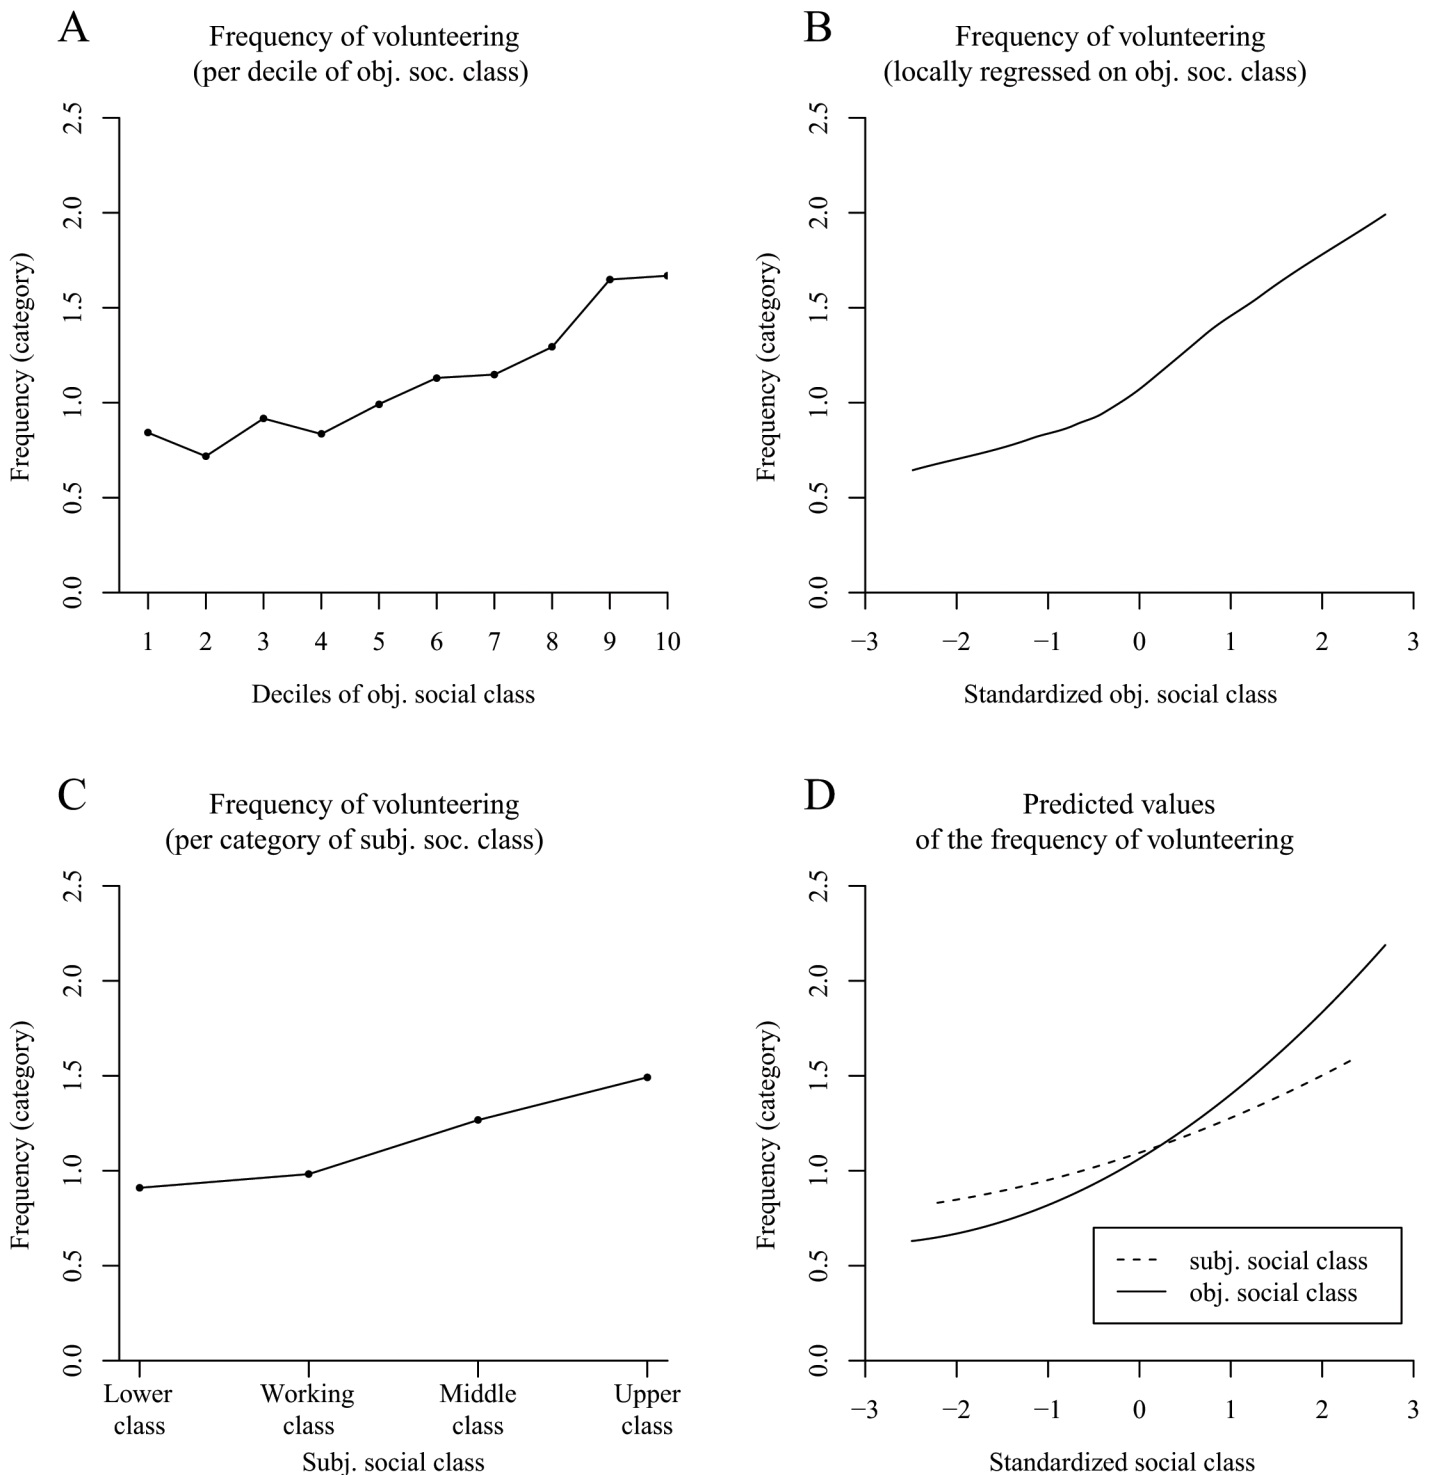 A
Frequency of volunteering
(per decile of obj. soc. class)
Frequency (category)
2.5
2.0
1.5
1.0
0.5
0.0
1 2 3 4 5 6 7 8 9 10
Deciles of obj. social class
B
Frequency of volunteering
(locally regressed on obj. soc. class)
Frequency (category)
2.5
2.0
1.5
1.0
0.5
0.0
−3 −2 −1 0 1 2 3
Standardized obj. social class
C
Frequency of volunteering
(per category of subj. soc. class)
Frequency (category)
2.5
2.0
1.5
1.0
0.5
0.0
Lower Working Middle Upper
class class class class
Subj. social class
D
Predicted values
of the frequency of volunteering
Frequency (category)
2.5
2.0
1.5
1.0
0.5
0.0
subj. social class
obj. social class
−3 −2 −1 0 1 2 3
Standardized social class